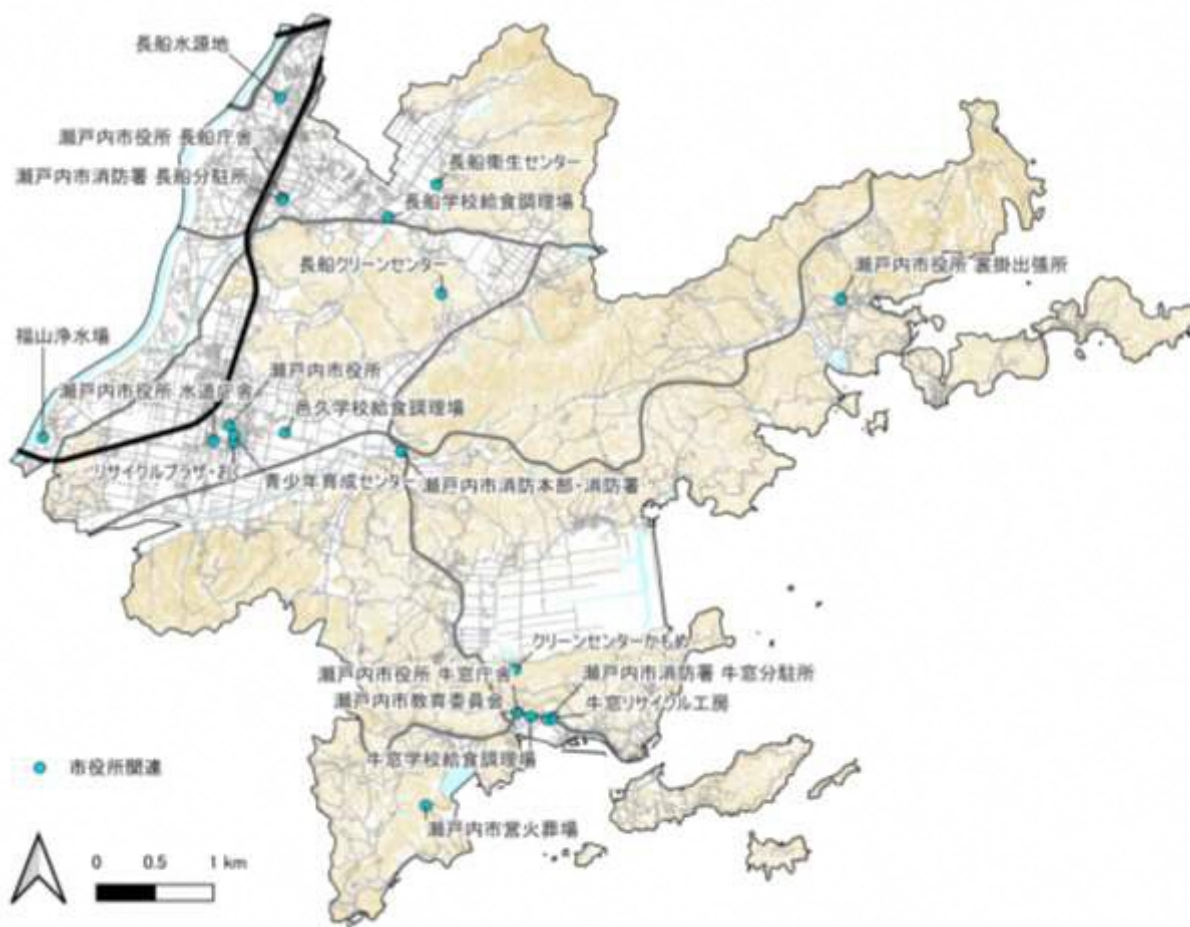 長船水源地
瀬戸内市役所 長船庁舎
瀬戸内市消防署 長船分駐所
長船衛生センター
長船学校給食調理場
長船クリーンセンター
瀬戸内市役所 裳掛出張所
福山浄水場
瀬戸内市役所
瀬戸内市役所 水道庁舎
邑久学校給食調理場
リサイクルプラザ・おく
青少年育成センター
瀬戸内市消防本部・消防署
クリーンセンターかもめ
瀬戸内市役所 牛窓庁舎
瀬戸内市消防署 牛窓分駐所
瀬戸内市教育委員会
牛窓リサイクル工房
牛窓学校給食調理場
市役所関連
瀬戸内市営火葬場
0 0.5 1 km